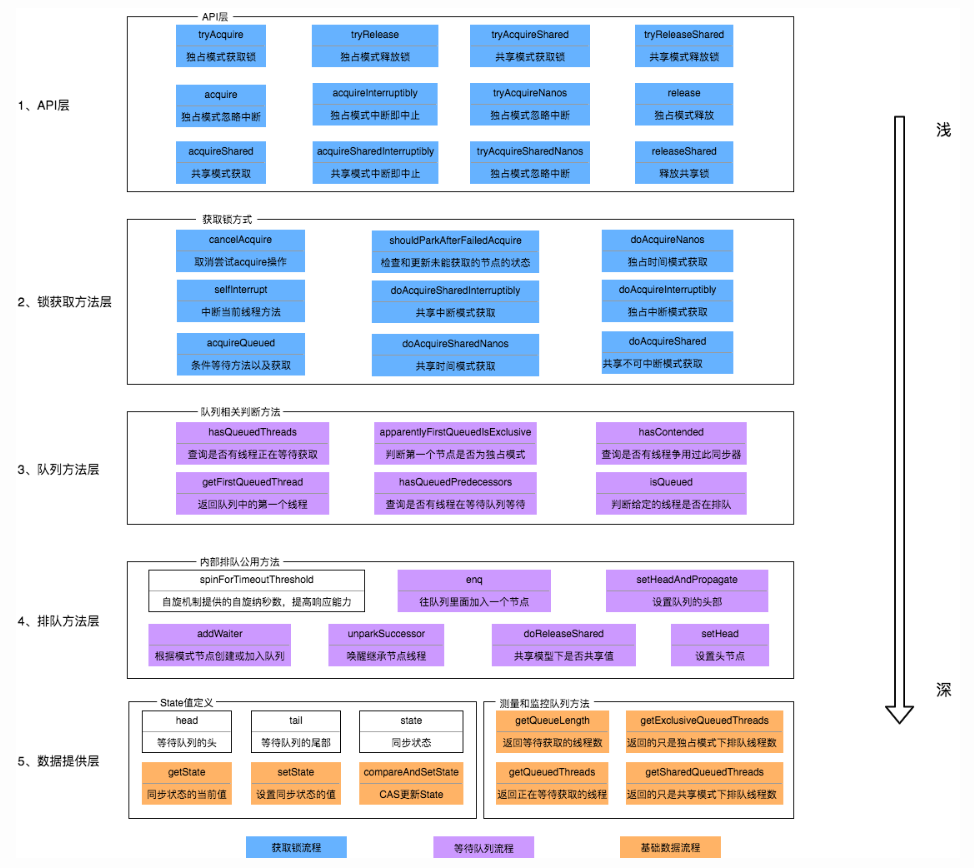 API层
tryAcquire
独占模式获取锁
tryRelease
独占模式释放锁
tryAcquireShared
共享模式获取锁
tryReleaseShared
共享模式释放锁
1、API层
acquire
独占模式忽略中断
acquireInterruptibly
独占模式中断即中止
tryAcquireNanos
独占模式忽略中断
release
独占模式释放
浅
acquireShared
共享模式获取
acquireSharedInterruptibly
共享模式中断即中止
tryAcquireSharedNanos
独占模式忽略中断
releaseShared
释放共享锁
获取锁方式
cancelAcquire
取消尝试acquire操作
shouldParkAfterFailedAcquire
检查和更新未能获取的节点的状态
doAcquireNanos
独占时间模式获取
2、锁获取方法层
selfInterrupt
中断当前线程方法
doAcquireSharedInterruptibly
共享中断模式获取
doAcquireInterruptibly
独占中断模式获取
acquireQueued
条件等待方法以及获取
doAcquireSharedNanos
共享时间模式获取
doAcquireShared
共享不可中断模式获取
队列相关判断方法
hasQueuedThreads
查询是否有线程正在等待获取
apparentlyFirstQueuedIsExclusive
判断第一个节点是否为独占模式
hasContended
查询是否有线程争用过此同步器
3、队列方法层
getFirstQueuedThread
返回队列中的第一个线程
hasQueuedPredecessors
查询是否有线程在等待队列等待
isQueued
判断给定的线程是否在排队
内部排队公用方法
spinForTimeoutThreshold
自旋机制提供的自旋纳秒数，提高响应能力
enq
往队列里面加入一个节点
setHeadAndPropagate
设置队列的头部
4、排队方法层
addWaiter
根据模式节点创建或加入队列
unparkSuccessor
唤醒继承节点线程
doReleaseShared
共享模型下是否共享值
setHead
设置头节点
深
State值定义
head
等待队列的头
tail
等待队列的尾部
state
同步状态
5、数据提供层
getState
同步状态的当前值
setState
设置同步状态的值
compareAndSetState
CAS更新State
测量和监控队列方法
getQueueLength
返回等待获取的线程数
getExclusiveQueuedThreads
返回的只是独占模式下排队线程数
getQueuedThreads
返回正在等待获取的线程
getSharedQueuedThreads
返回的只是共享模式下排队线程数
获取锁流程
等待队列流程
基础数据流程